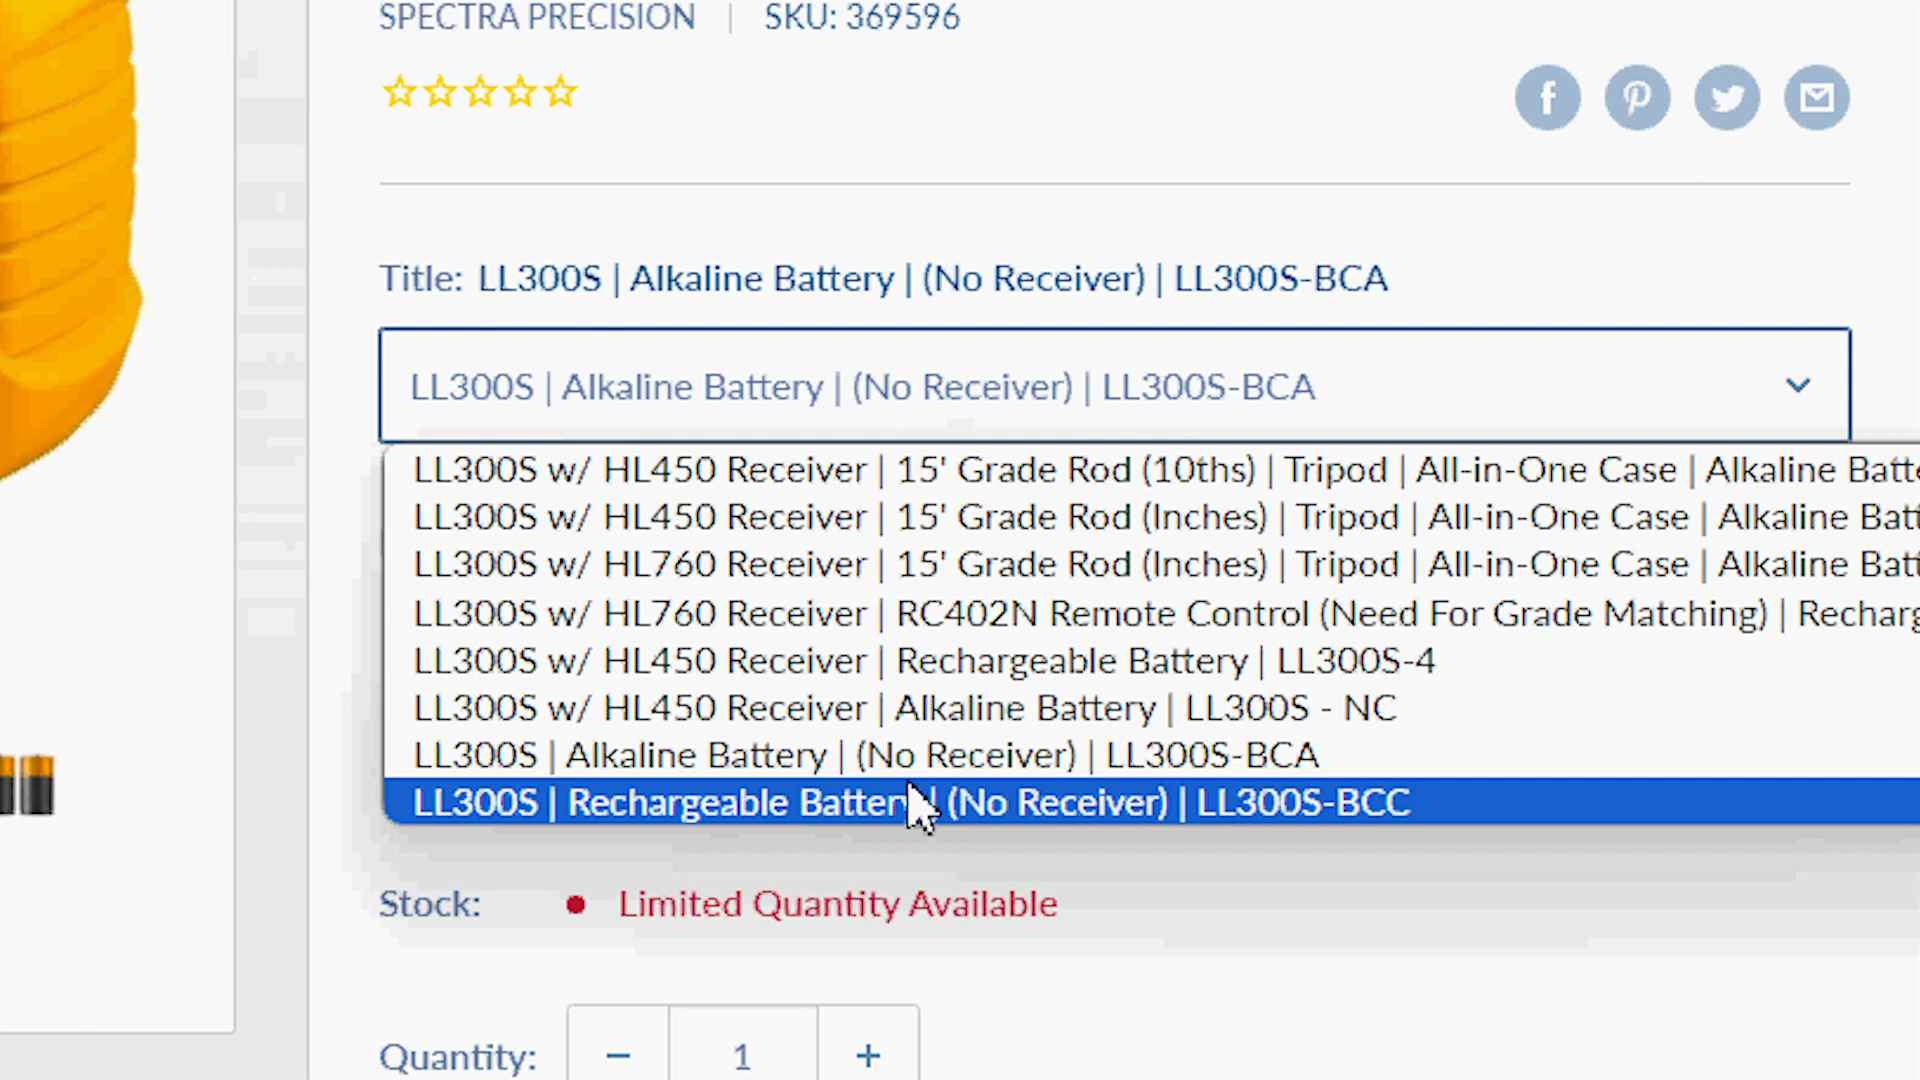 SPECTRA PRECISION | SKU: 369596
Title: LL300S | Alkaline Battery | (No Receiver) | LL300S-BCA
LL300S | Alkaline Battery | (No Receiver) | LL300S-BCA
LL300S w/ HL450 Receiver | 15' Grade Rod (10ths) | Tripod | All-in-One Case | Alkaline
LL300S w/ HL450 Receiver | 15' Grade Rod (Inches) | Tripod | All-in-One Case | Alkaline
LL300S w/ HL760 Receiver | 15' Grade Rod (Inches) | Tripod | All-in-One Case | Alkaline
LL300S w/ HL760 Receiver | RC402N Remote Control (Need For Grade Matching) |
LL300S w/ HL450 Receiver | Rechargeable Battery | LL300S-4
LL300S w/ HL450 Receiver | Alkaline Battery | LL300S - NC
LL300S | Alkaline Battery | (No Receiver) | LL300S-BCA
LL300S | Rechargeable Battery | (No Receiver) | LL300S-BCC
Stock: Limited Quantity Available
Quantity: − 1 +